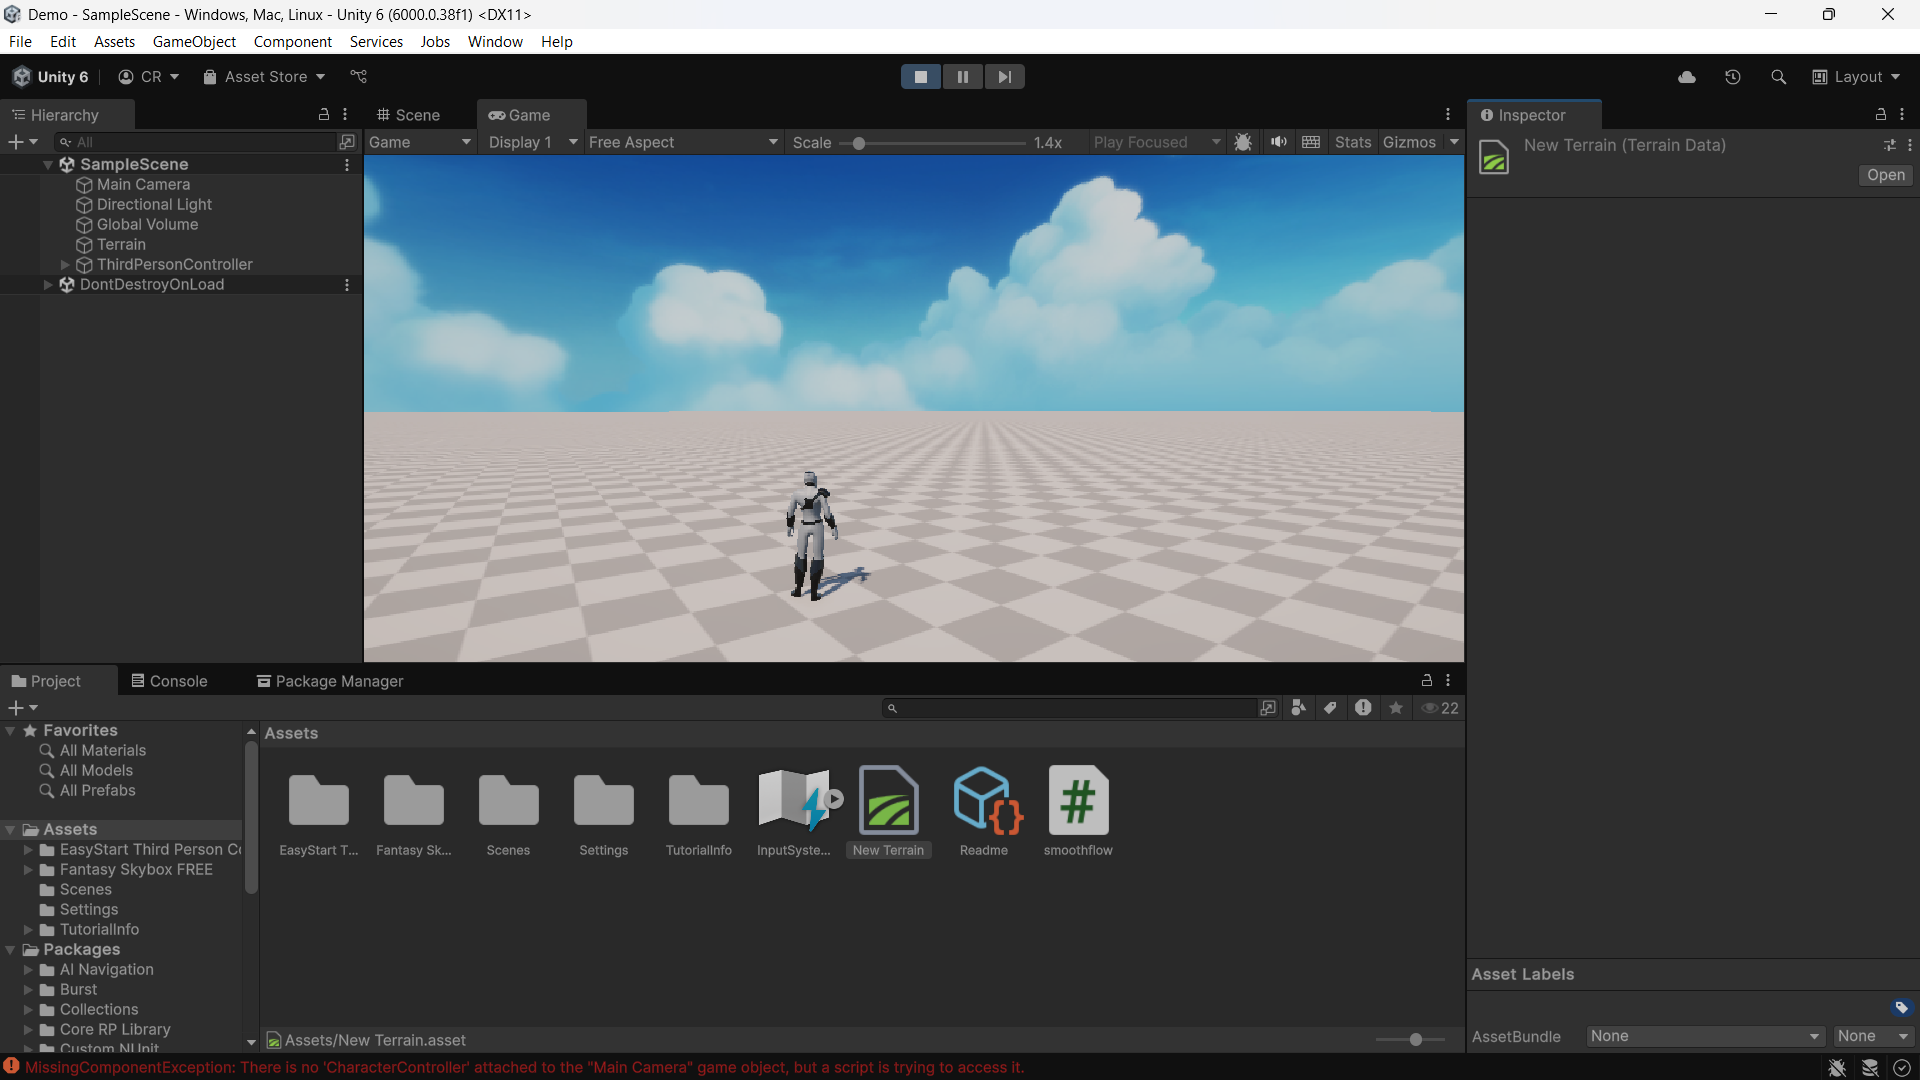 Demo - SampleScene - Windows, Mac, Linux - Unity 6 (6000.0.38f1) <DX11>
File Edit Assets GameObject Component Services Jobs Window Help
Unity 6 CR Asset Store Layout
Hierarchy
All
SampleScene
Main Camera
Directional Light
Global Volume
Terrain
ThirdPersonController
DontDestroyOnLoad
Scene Game
Game Display 1 Free Aspect Scale 1.4x Play Focused Stats Gizmos
Inspector
New Terrain (Terrain Data)
Open
Project Console Package Manager
22
Favorites
All Materials
All Models
All Prefabs
Assets
EasyStart Third Person Co
Fantasy Skybox FREE
Scenes
Settings
TutorialInfo
Packages
AI Navigation
Burst
Collections
Core RP Library
Custom NUnit
Assets
EasyStart T... Fantasy Sk... Scenes Settings TutorialInfo InputSyste... New Terrain Readme smoothflow
Assets/New Terrain.asset
Asset Labels
AssetBundle None None
MissingComponentException: There is no 'CharacterController' attached to the "Main Camera" game object, but a script is trying to access it.